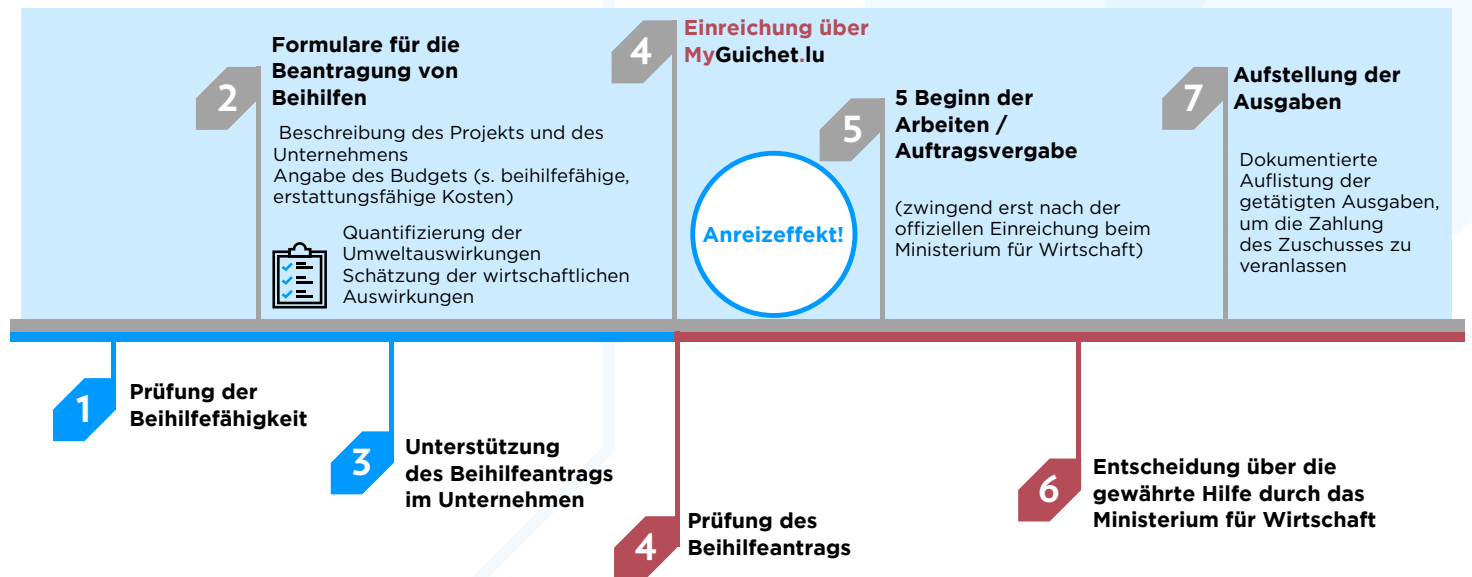 2
Formulare für die
Beantragung von
Beihilfen
Beschreibung des Projekts und des
Unternehmens
Angabe des Budgets (s. beihilfefähige,
erstattungsfähige Kosten)
Quantifizierung der
Umweltauswirkungen
Schätzung der wirtschaftlichen
Auswirkungen
4
Einreichung über
MyGuichet.lu
Anreizeffekt!
5
5 Beginn der
Arbeiten /
Auftragsvergabe
(zwingend erst nach der
offiziellen Einreichung beim
Ministerium für Wirtschaft)
7
Aufstellung der
Ausgaben
Dokumentierte
Auflistung der
getätigten Ausgaben,
um die Zahlung
des Zuschusses zu
veranlassen
1
Prüfung der
Beihilfefähigkeit
3
Unterstützung
des Beihilfeantrags
im Unternehmen
4
Prüfung des
Beihilfeantrags
6
Entscheidung über die
gewährte Hilfe durch das
Ministerium für Wirtschaft